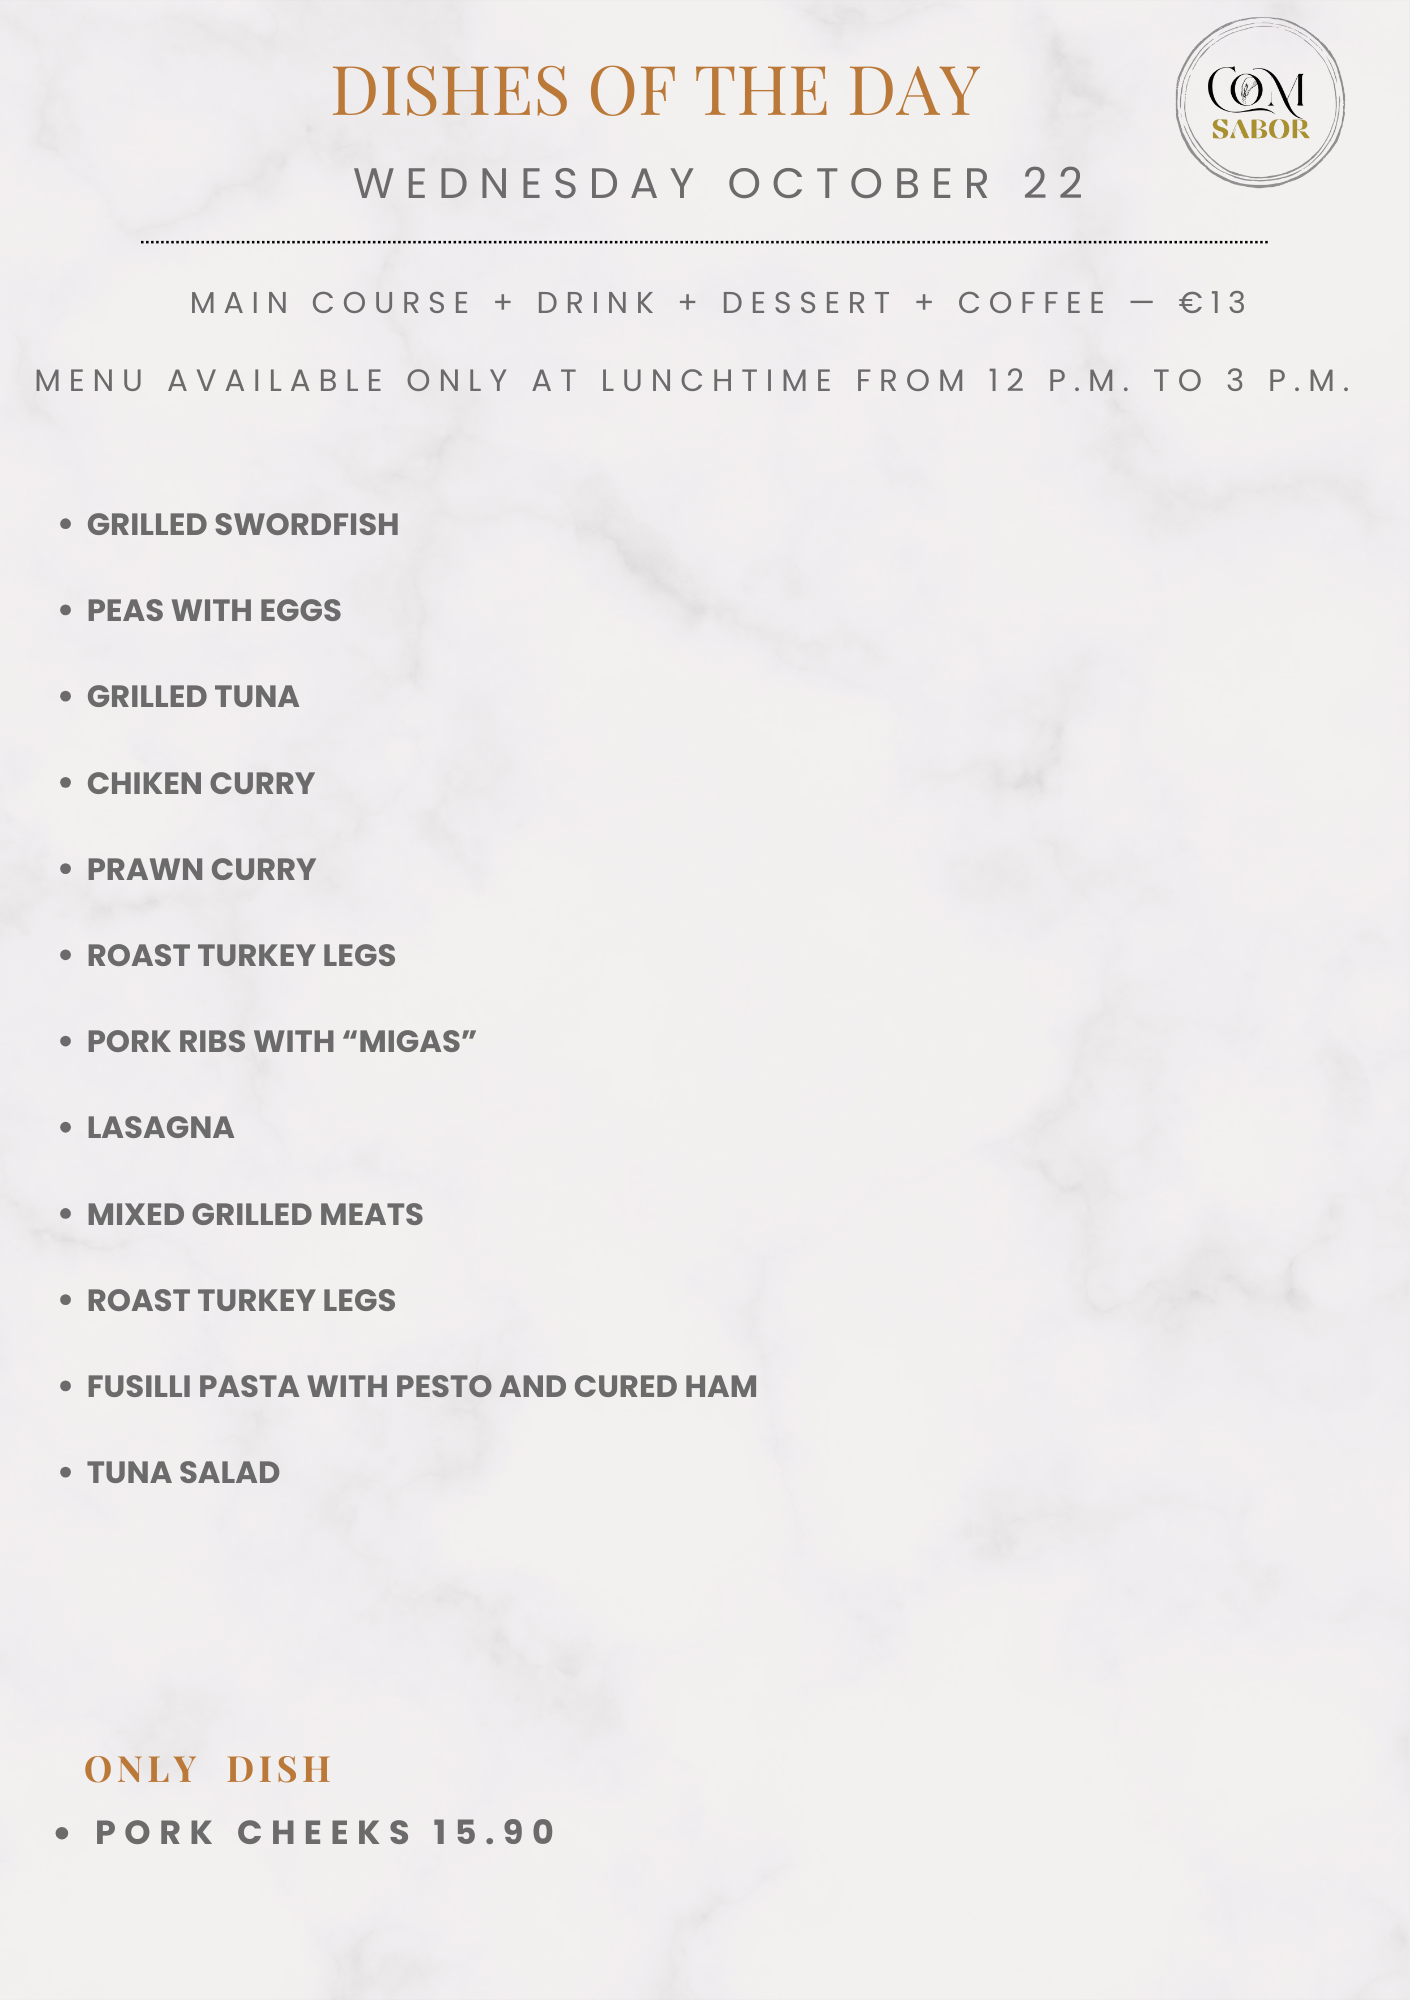 DISHES OF THE DAY
COM
SABOR
WEDNESDAY OCTOBER 22
MAIN COURSE + DRINK + DESSERT + COFFEE — €13
MENU AVAILABLE ONLY AT LUNCHTIME FROM 12 P.M. TO 3 P.M.
• GRILLED SWORDFISH
• PEAS WITH EGGS
• GRILLED TUNA
• CHIKEN CURRY
• PRAWN CURRY
• ROAST TURKEY LEGS
• PORK RIBS WITH “MIGAS”
• LASAGNA
• MIXED GRILLED MEATS
• ROAST TURKEY LEGS
• FUSILLI PASTA WITH PESTO AND CURED HAM
• TUNA SALAD
ONLY DISH
• PORK CHEEKS 15.90